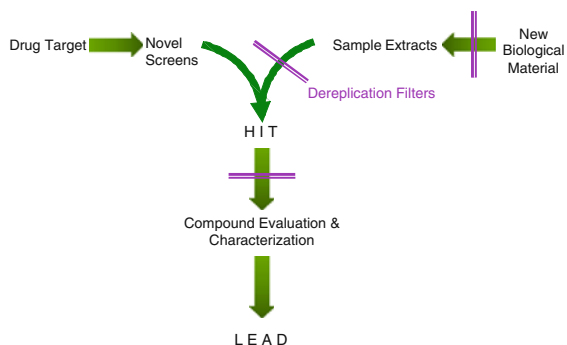 Drug Target
Novel
Screens
Sample Extracts
New
Biological
Material
Dereplication Filters
H I T
Compound Evaluation &
Characterization
L E A D